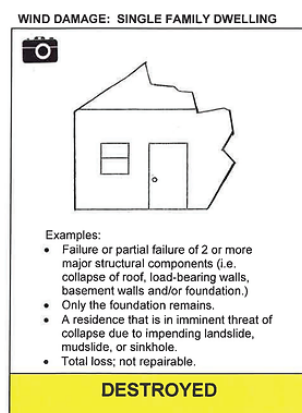 WIND DAMAGE: SINGLE FAMILY DWELLING
Examples:
• Failure or partial failure of 2 or more
major structural components (i.e.
collapse of roof, load-bearing walls,
basement walls and/or foundation.)
• Only the foundation remains.
• A residence that is in imminent threat of
collapse due to impending landslide,
mudslide, or sinkhole.
• Total loss; not repairable.
DESTROYED